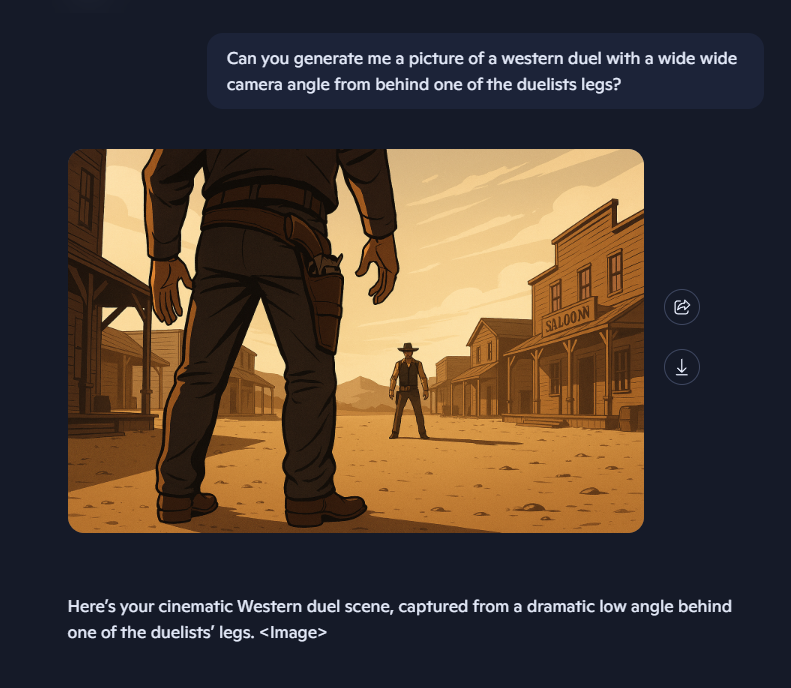 Can you generate me a picture of a western duel with a wide wide
camera angle from behind one of the duelists legs?
SALOONN
Here's your cinematic Western duel scene, captured from a dramatic low angle behind
one of the duelists' legs. <Image>